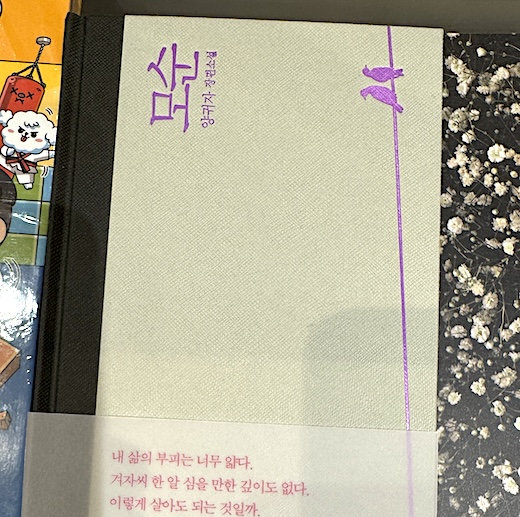 모순
양귀자 장편소설
내 삶의 부피는 너무 얇다.
겨자씨 한 알 심을 만한 깊이도 없다.
이렇게 살아도 되는 것일까.